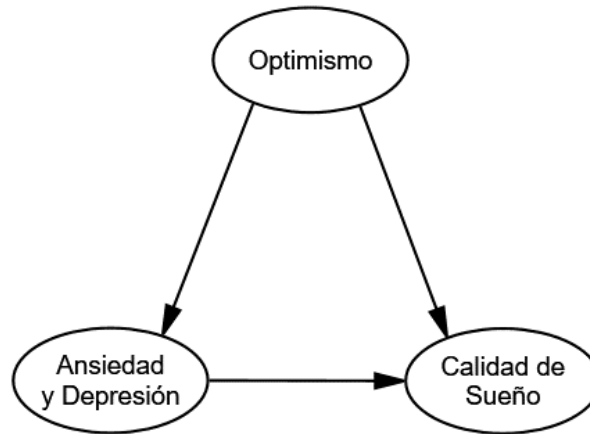 Optimismo
Ansiedad
y Depresión
Calidad de
Sueño